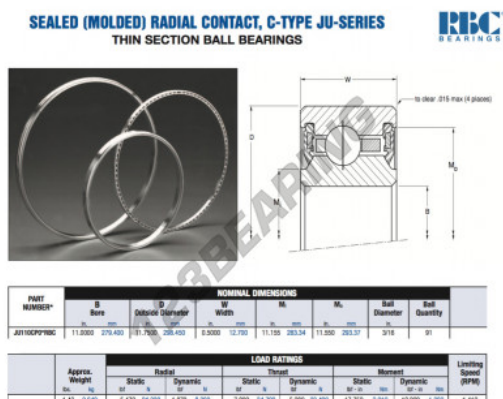 SEALED (MOLDED) RADIAL CONTACT, C-TYPE JU-SERIES
THIN SECTION BALL BEARINGS
RBC
BEARINGS
W
to clear .015 max (4 places)
D
B
123BEARING
NOMINAL DIMENSIONS
PART NUMBER*
B Bore
D Outside Diameter
W Width
Ball Diameter
Ball Quantity
in. mm in. mm in. mm in. mm in. mm in.
JU110CP0*RBC 11.0000 279.400 11.7500 298.450 0.5000 12.700 11.155 283.34 11.550 293.37 3/16 91
LOAD RATINGS
Approx. Weight
Radial
Thrust
Moment
Limiting Speed (RPM)
Static
Dynamic
Static
Dynamic
Static
Dynamic
lbs. kg lbf N lbf N lbf N lbf N lbf - in N lbf - in N